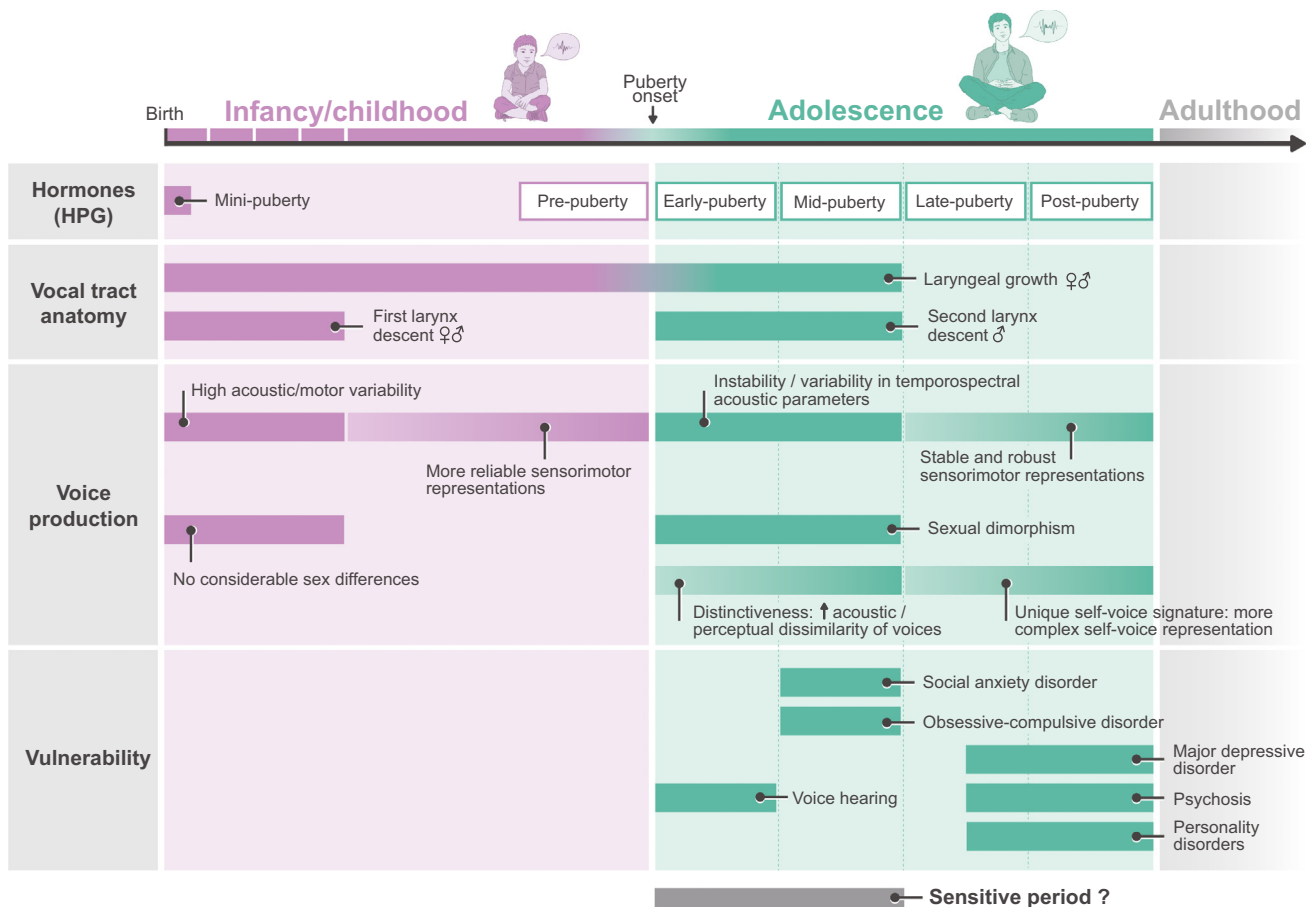 Puberty
onset
Birth
Infancy/childhood
Adolescence
Adulthood
Hormones
(HPG)
Mini-puberty
Pre-puberty
Early-puberty
Mid-puberty
Late-puberty
Post-puberty
Vocal tract
anatomy
Laryngeal growth ♀♂
First larynx
descent ♀♂
Second larynx
descent ♂
Voice
production
High acoustic/motor variability
Instability / variability in temporospectral
acoustic parameters
More reliable sensorimotor
representations
Stable and robust
sensorimotor representations
Sexual dimorphism
No considerable sex differences
Distinctiveness: ↑ acoustic /
perceptual dissimilarity of voices
Unique self-voice signature: more
complex self-voice representation
Vulnerability
Social anxiety disorder
Obsessive-compulsive disorder
Major depressive
disorder
Voice hearing
Psychosis
Personality
disorders
Sensitive period ?